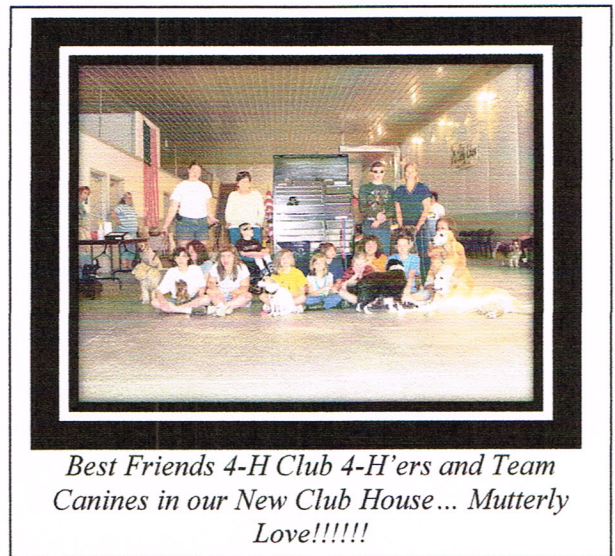 Best Friends 4-H Club 4-H'ers and Team
Canines in our New Club House... Mutterly
Love!!!!!!